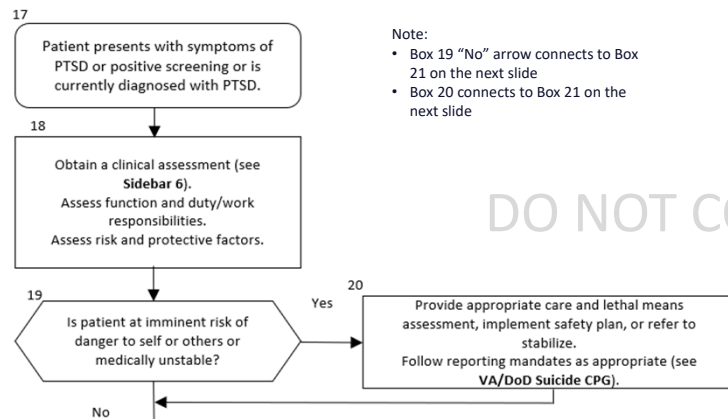 17
Patient presents with symptoms of
PTSD or positive screening or is
currently diagnosed with PTSD.
Note:
• Box 19 “No” arrow connects to Box
21 on the next slide
• Box 20 connects to Box 21 on the
next slide
18
Obtain a clinical assessment (see
Sidebar 6).
Assess function and duty/work
responsibilities.
Assess risk and protective factors.
DO NOT
19
Is patient at imminent risk of
danger to self or others or
medically unstable?
Yes
20
Provide appropriate care and lethal means
assessment, implement safety plan, or refer to
stabilize.
Follow reporting mandates as appropriate (see
VA/DoD Suicide CPG).
No